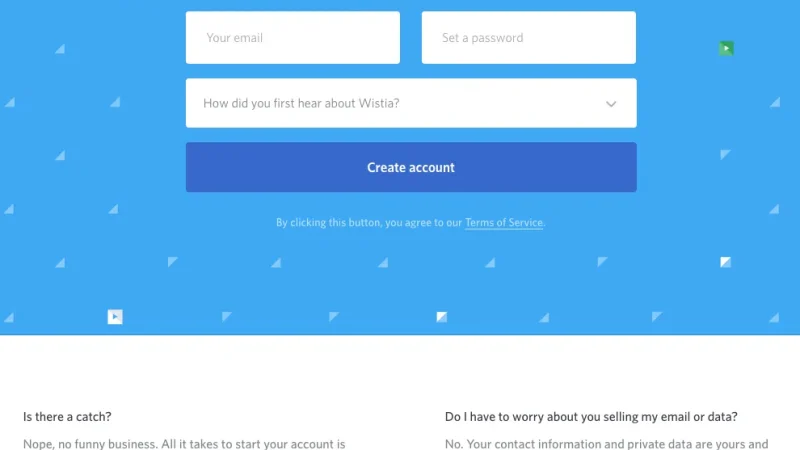 Your email
Set a password
How did you first hear about Wistia?
Create account
By clicking this button, you agree to our Terms of Service.
Is there a catch?
Nope, no funny business. All it takes to start your account is
Do I have to worry about you selling my email or data?
No. Your contact information and private data are yours and